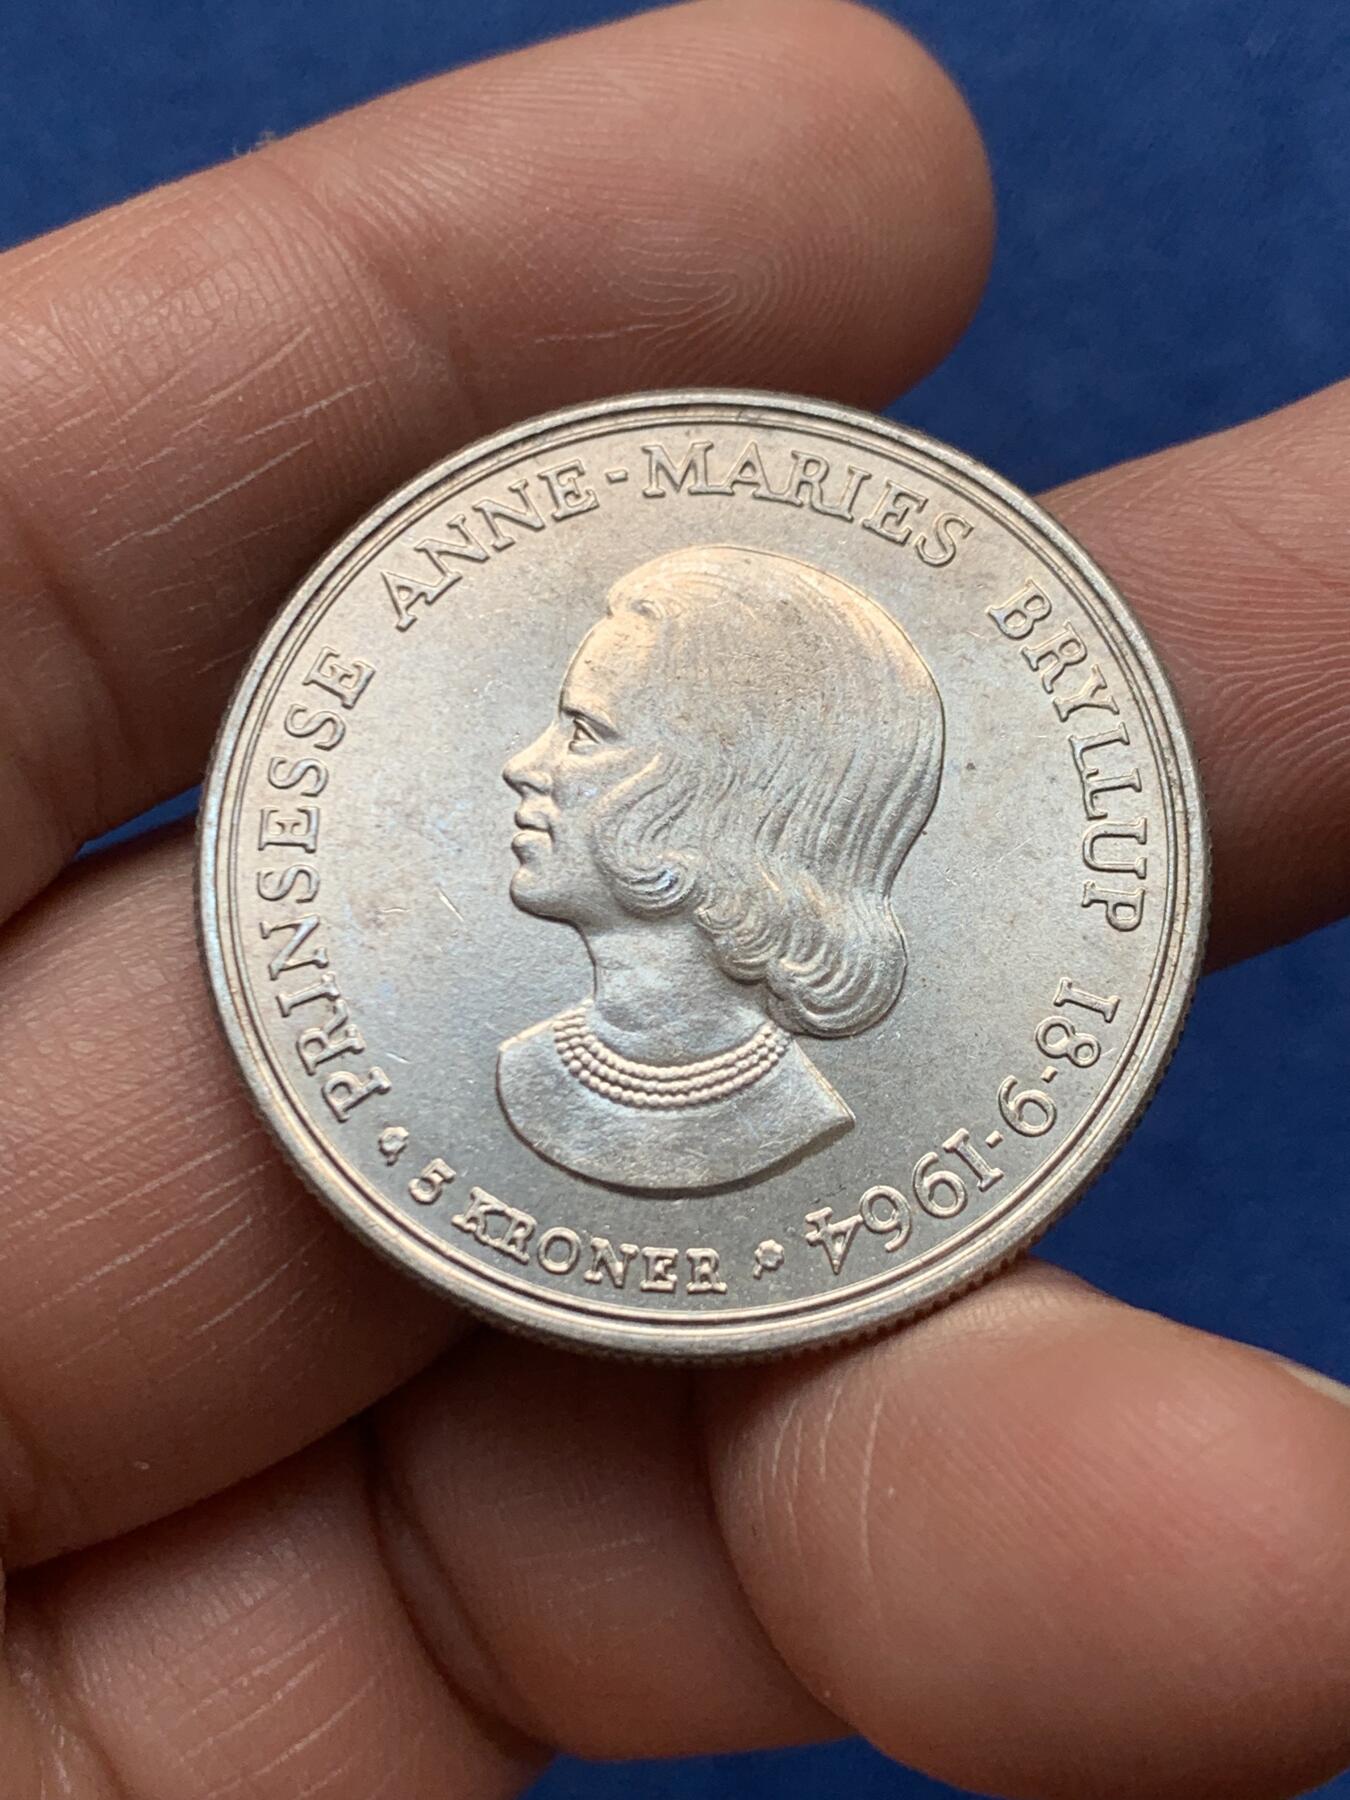 PRINSESSE ANNE-MARIES BRYLLUP 18-9-1964
5 KRONER